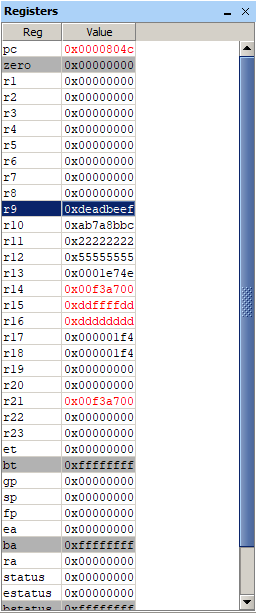 Registers
Reg Value
pc 0x0000804c
zero 0x00000000
r1 0x00000000
r2 0x00000000
r3 0x00000000
r4 0x00000000
r5 0x00000000
r6 0x00000000
r7 0x00000000
r8 0x00000000
r9 0xdeadbeef
r10 0xab7a8bbc
r11 0x22222222
r12 0x55555555
r13 0x0001e74e
r14 0x00f3a700
r15 0xddffffdd
r16 0xdddddddd
r17 0x000001f4
r18 0x000001f4
r19 0x00000000
r20 0x00000000
r21 0x00f3a700
r22 0x00000000
r23 0x00000000
et 0x00000000
bt 0xffffffff
gp 0x00000000
sp 0x00000000
fp 0x00000000
ea 0x00000000
ba 0xffffffff
ra 0x00000000
status 0x00000000
estatus 0x00000000
bstatus 0xffffffff